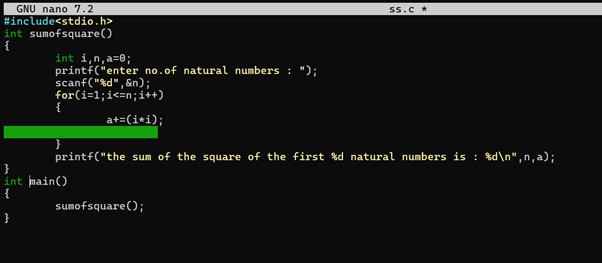 GNU nano 7.2 ss.c *
#include<stdio.h>
int sumofsquare()
{
int i,n,a=0;
printf("enter no.of natural numbers : ");
scanf("%d",&n);
for(i=1;i<=n;i++)
{
a+=(i*i);
}
printf("the sum of the square of the first %d natural numbers is : %d\n",n,a);
}
int main()
{
sumofsquare();
}